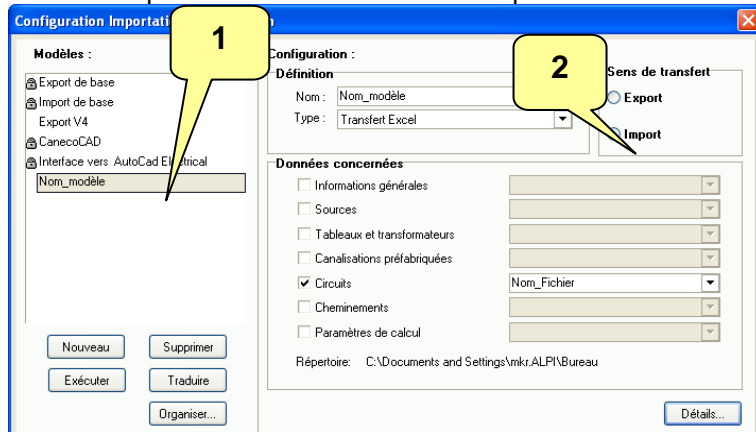 Configuration Importati
1
2
Modèles :
Export de base
Import de base
Export V4
CanecoCAD
Interface vers AutoCad Electrical
Nom_modèle
Nouveau
Supprimer
Exécuter
Traduire
Organiser...
Configuration :
Définition
Nom : Nom_modèle
Type : Transfert Excel
Sens de transfert
Export
Import
Données concernées
Informations générales
Sources
Tableaux et transformateurs
Canalisations préfabriquées
Circuits Nom_Fichier
Cheminements
Paramètres de calcul
Répertoire: C:\Documents and Settings\mkr.ALPI\Bureau
Détails...